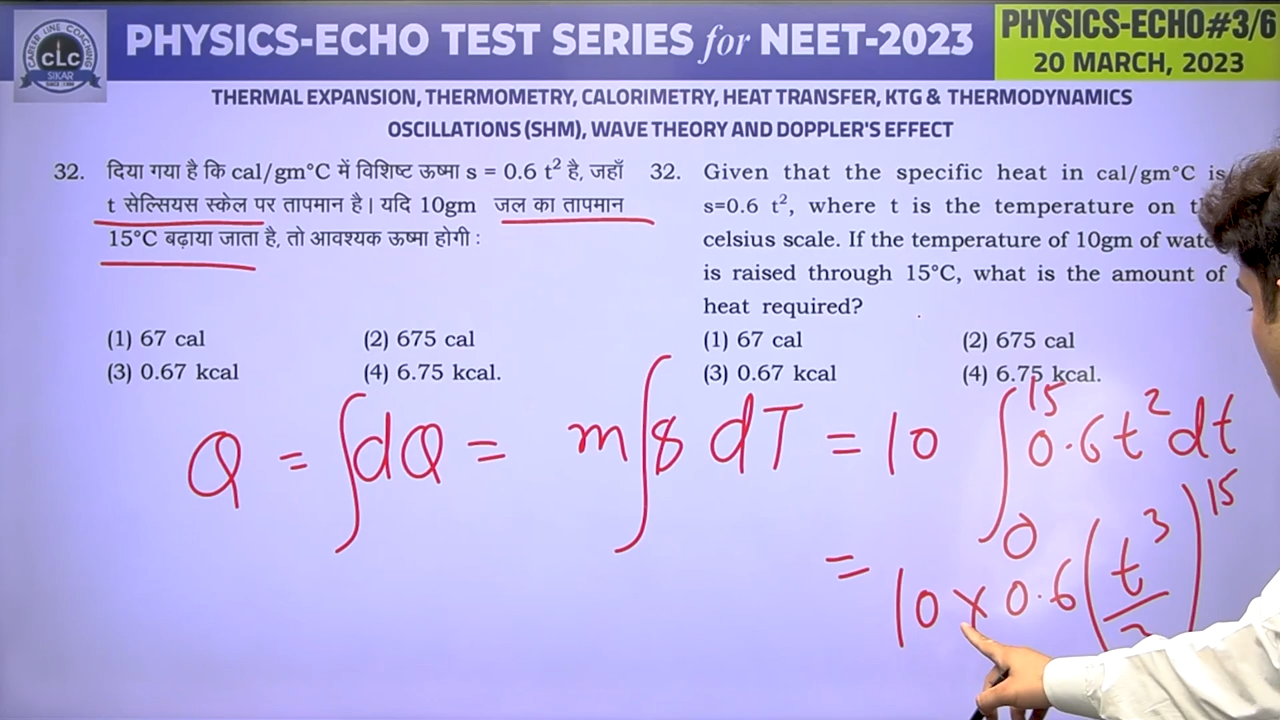 CAREER LINE COACHING
CLC
SIKAR
PHYSICS-ECHO TEST SERIES for NEET-2023
PHYSICS-ECHO#3/6
20 MARCH, 2023
THERMAL EXPANSION, THERMOMETRY, CALORIMETRY, HEAT TRANSFER, KTG & THERMODYNAMICS
OSCILLATIONS (SHM), WAVE THEORY AND DOPPLER'S EFFECT
32. दिया गया है कि cal/gm°C में विशिष्ट ऊष्मा s = 0.6 t² है, जहाँ
t सेल्सियस स्केल पर तापमान है। यदि 10gm जल का तापमान
15°C बढ़ाया जाता है, तो आवश्यक ऊष्मा होगी :
(1) 67 cal (2) 675 cal
(3) 0.67 kcal (4) 6.75 kcal.
32. Given that the specific heat in cal/gm°C is
s=0.6 t², where t is the temperature on
celsius scale. If the temperature of 10gm of
is raised through 15°C, what is the amount of
heat required?
(1) 67 cal (2) 675 cal
(3) 0.67 kcal (4) 6.75 kcal.
Q = ∫dQ = m∫s dT = 10 ∫₀¹⁵ 0.6t² dt
= 10 × 0.6 (t³/ )¹⁵